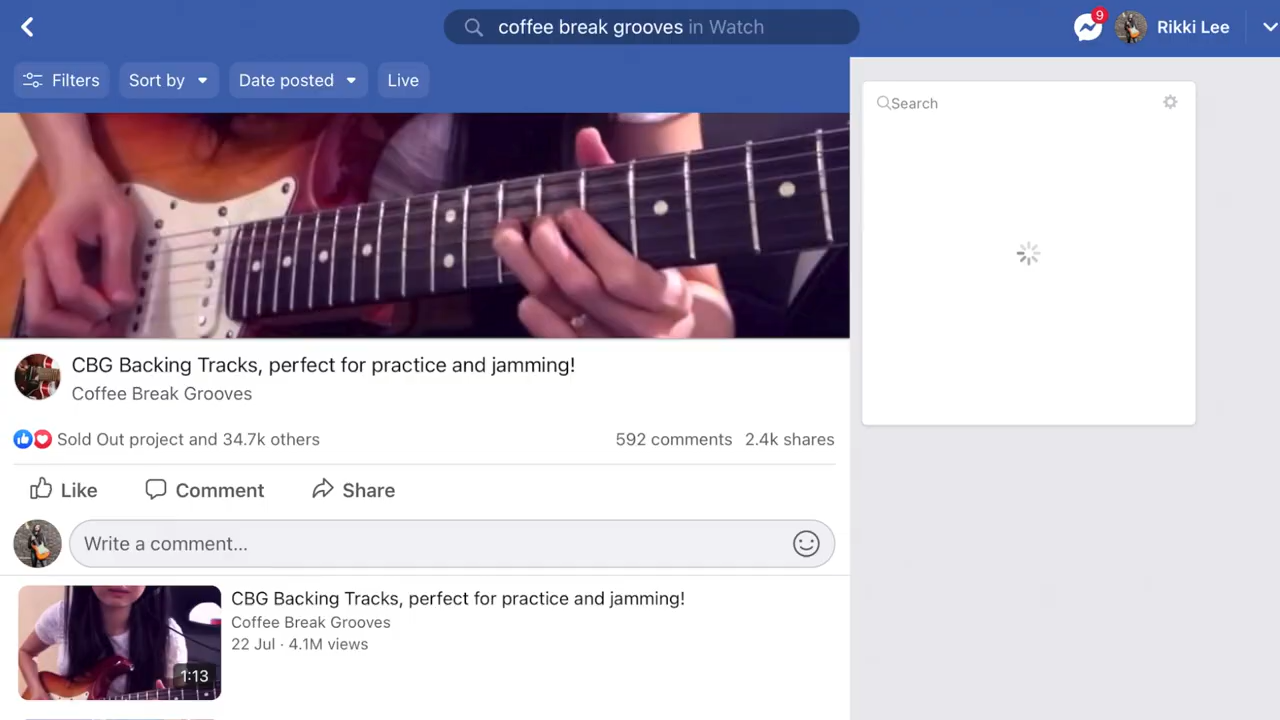 coffee break grooves in Watch
9
Rikki Lee
Filters
Sort by
Date posted
Live
Search
CBG Backing Tracks, perfect for practice and jamming!
Coffee Break Grooves
Sold Out project and 34.7k others
592 comments 2.4k shares
Like
Comment
Share
Write a comment...
CBG Backing Tracks, perfect for practice and jamming!
Coffee Break Grooves
22 Jul · 4.1M views
1:13